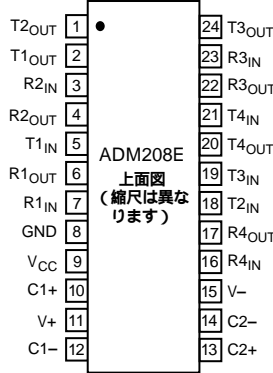 T2OUT 1 24 T3OUT
T1OUT 2 23 R3IN
R2IN 3 22 R3OUT
R2OUT 4 21 T4IN
T1IN 5 20 T4OUT
ADM208E
R1OUT 6 19 T3IN
上面図
R1IN 7 18 T2IN
(縮尺は異な
ります)
GND 8 17 R4OUT
VCC 9 16 R4IN
C1+ 10 15 V–
V+ 11 14 C2–
C1– 12 13 C2+